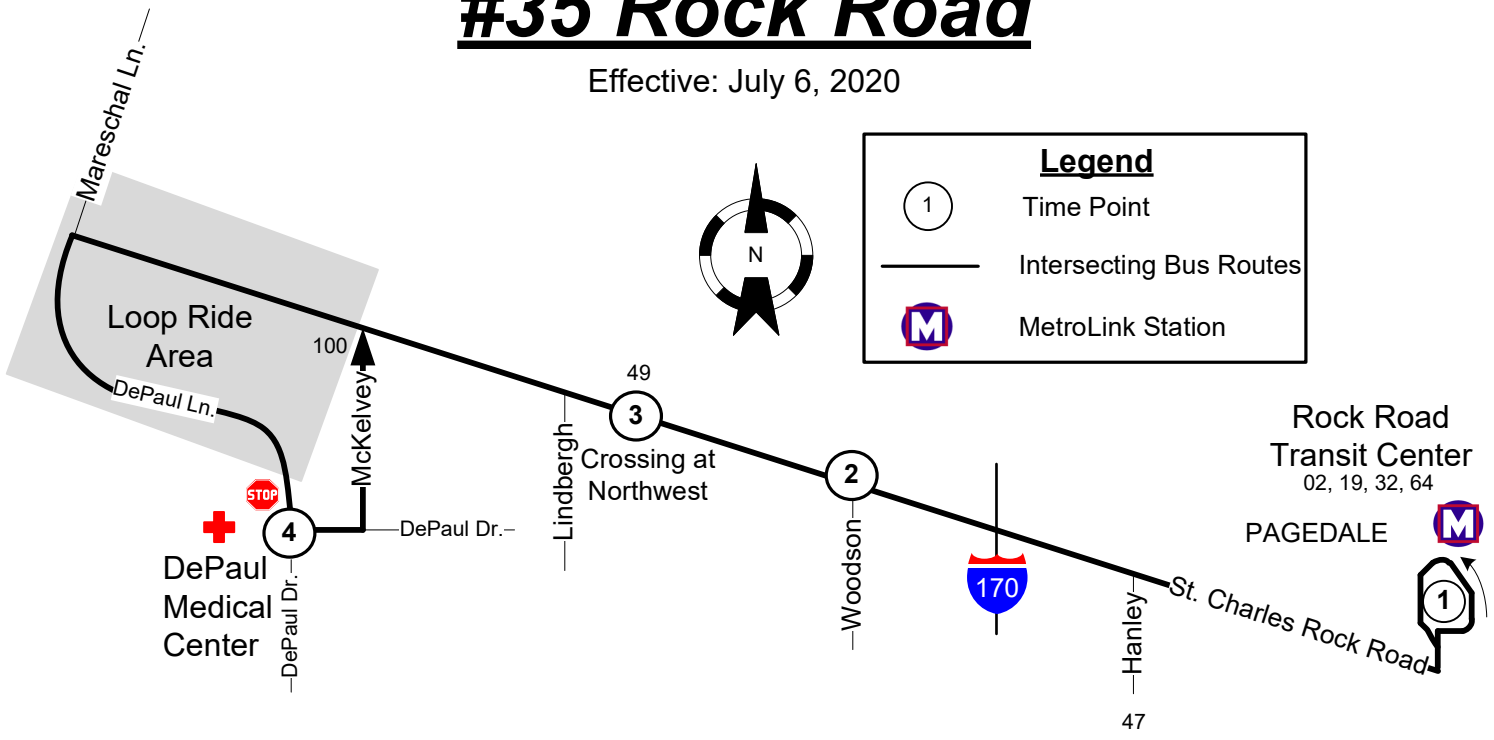 #35 Rock Road
Effective: July 6, 2020
Mareschal Ln.
Legend
1
Time Point
Intersecting Bus Routes
M
MetroLink Station
N
Loop Ride
Area
100
DePaul Ln.
McKelvey
49
3
Crossing at
Northwest
Lindbergh
2
Woodson
Rock Road
Transit Center
02, 19, 32, 64
PAGEDALE
M
1
STOP
4
DePaul Dr.
DePaul
Medical
Center
DePaul Dr.
170
Hanley
47
St. Charles Rock Road